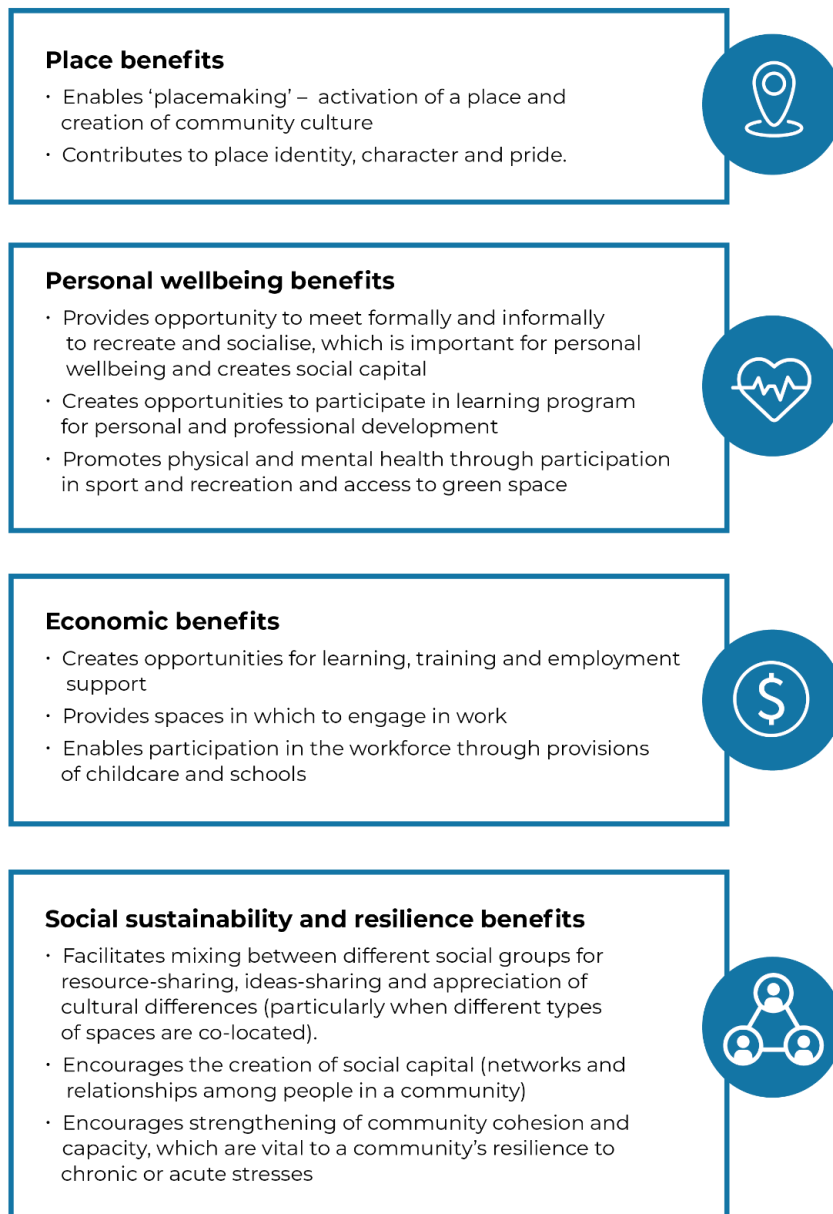 Place benefits
· Enables ‘placemaking’ – activation of a place and
creation of community culture
· Contributes to place identity, character and pride.
Personal wellbeing benefits
· Provides opportunity to meet formally and informally
to recreate and socialise, which is important for personal
wellbeing and creates social capital
· Creates opportunities to participate in learning program
for personal and professional development
· Promotes physical and mental health through participation
in sport and recreation and access to green space
Economic benefits
· Creates opportunities for learning, training and employment
support
· Provides spaces in which to engage in work
· Enables participation in the workforce through provisions
of childcare and schools
$
Social sustainability and resilience benefits
· Facilitates mixing between different social groups for
resource-sharing, ideas-sharing and appreciation of
cultural differences (particularly when different types
of spaces are co-located).
· Encourages the creation of social capital (networks and
relationships among people in a community)
· Encourages strengthening of community cohesion and
capacity, which are vital to a community’s resilience to
chronic or acute stresses